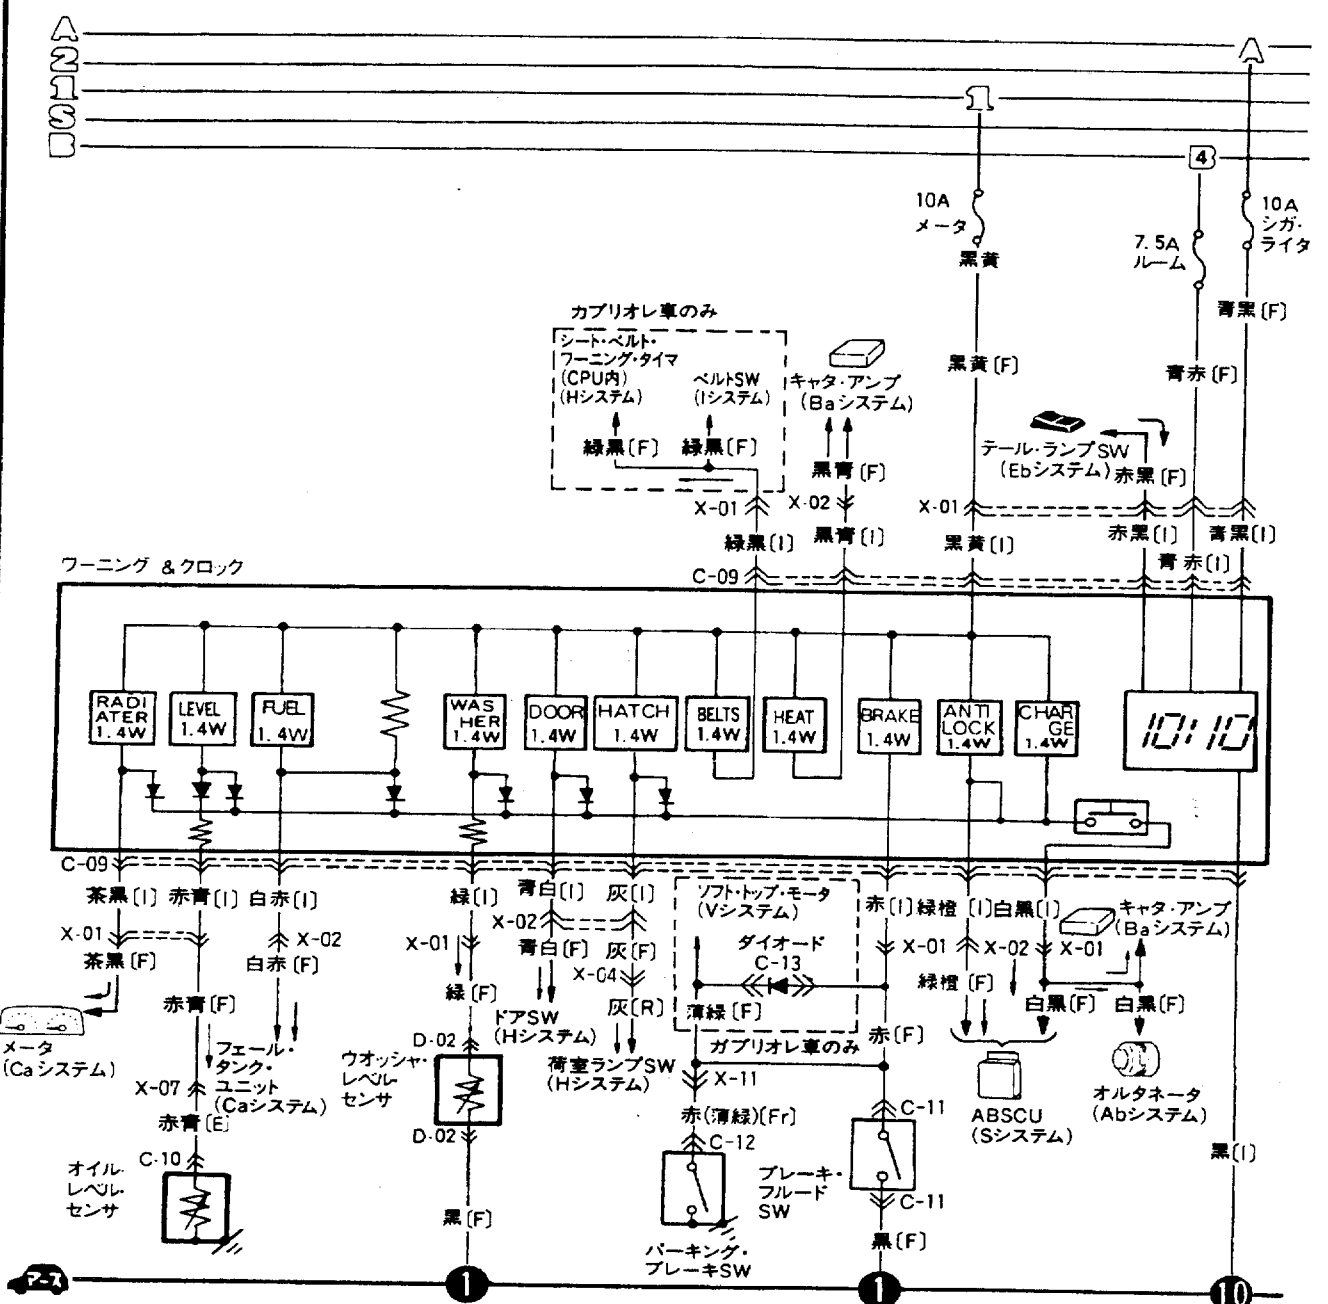 A
2
1
S
B
A
1
4
10A
メータ
黒黄
10A
シガ・
ライタ
7.5A
ルーム
青黒[F]
カブリオレ車のみ
シート・ベルト・
ワーニング・タイマ
(CPU内)
(Hシステム)
ベルトSW
(Iシステム)
キャタ・アンプ
(Baシステム)
黒黄[F]
青赤[F]
緑黒[F]
緑黒[F]
黒青[F]
テール・ランプSW
(Ebシステム)
赤黒[F]
X-01
X-02
X-01
緑黒[I]
黒青[I]
黒黄[I]
赤黒[I]
青黒[I]
青赤[I]
C-09
ワーニング & クロック
RADI
ATER
1.4W
LEVEL
1.4W
FUEL
1.4W
WAS
HER
1.4W
DOOR
1.4W
HATCH
1.4W
BELTS
1.4W
HEAT
1.4W
BRAKE
1.4W
ANTI
LOCK
1.4W
CHAR
GE
1.4W
10:10
C-09
茶黒[I]
赤青[I]
白赤[I]
緑[I]
青白[I]
灰[I]
ソフト・トップ・モータ
(Vシステム)
赤[I]
緑橙[I]
白黒[I]
キャタ・アンプ
(Baシステム)
X-01
X-02
X-01
X-02
X-01
X-02
X-01
茶黒[F]
白赤[F]
青白[F]
灰[F]
ダイオード
C-13
X-04
緑橙[F]
赤青[F]
緑[F]
灰[R]
薄緑[F]
赤[F]
白黒[F]
白黒[F]
メータ
(Caシステム)
フェール・
タンク・
ユニット
(Caシステム)
ドアSW
(Hシステム)
荷室ランプSW
(Hシステム)
ガブリオレ車のみ
D-02
ウオッシャ・
レベル・
センサ
D-02
X-07
赤青[E]
C-10
オイル・
レベル・
センサ
X-11
赤(薄緑)[Fr]
C-12
C-11
ABSCU
(Sシステム)
オルタネータ
(Abシステム)
ブレーキ・
フルード
SW
C-11
黒[I]
黒[F]
黒[F]
パーキング・
ブレーキSW
アース
1
1
10